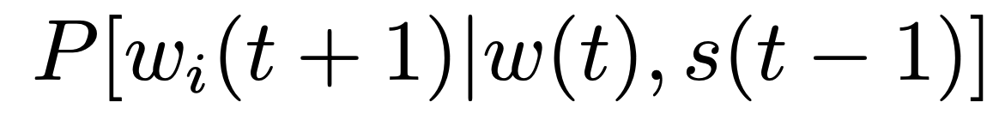 P[w_i(t + 1)|w(t), s(t − 1)]